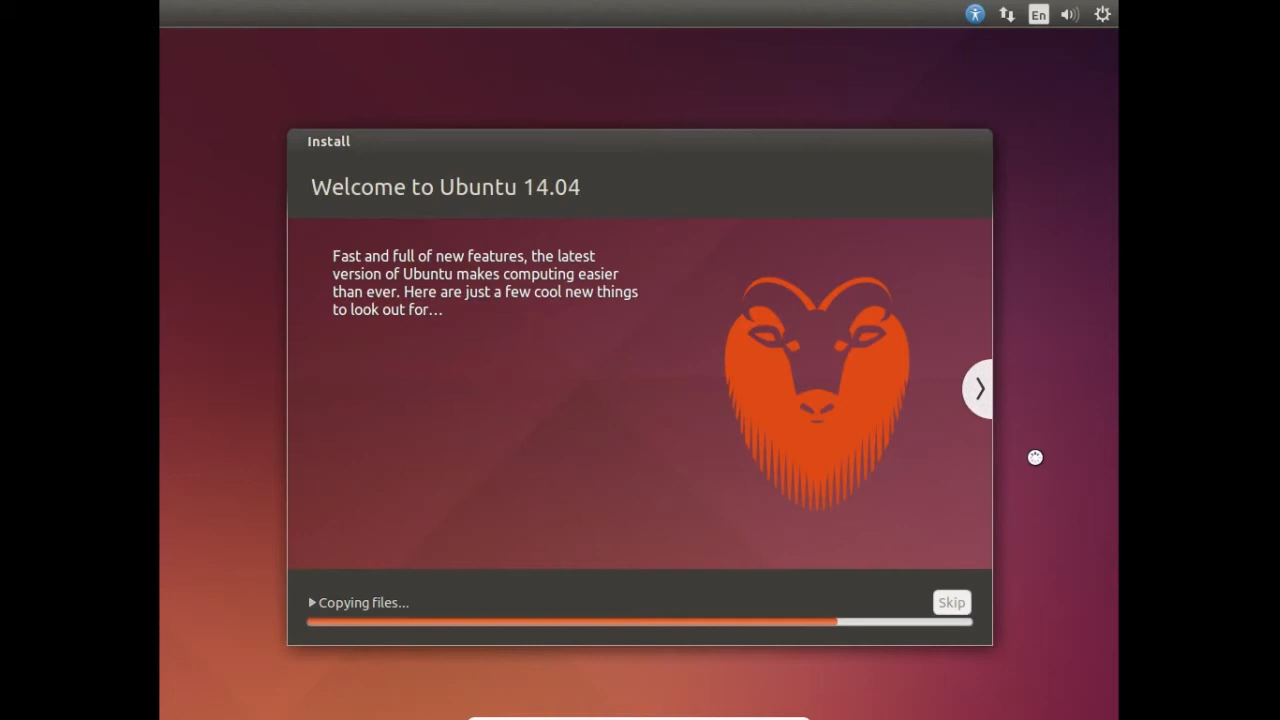 En
Install
Welcome to Ubuntu 14.04
Fast and full of new features, the latest
version of Ubuntu makes computing easier
than ever. Here are just a few cool new things
to look out for...
Copying files...
Skip